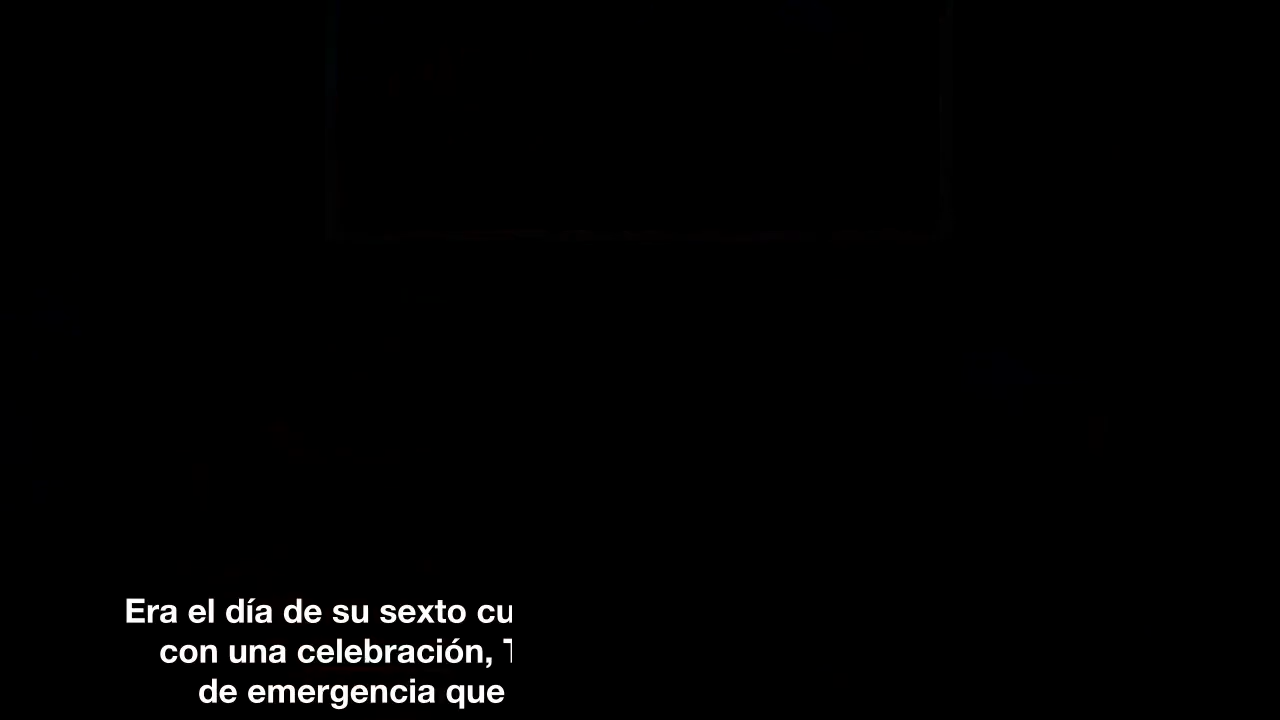 Era el día de su sexto cu
con una celebración,
de emergencia que